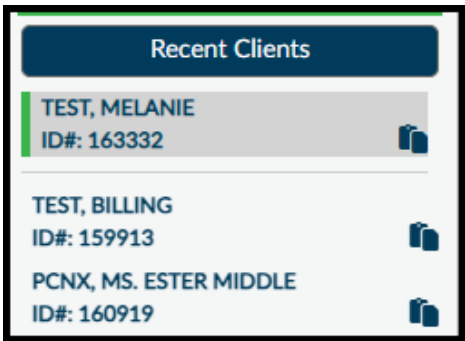 Recent Clients
TEST, MELANIE
ID#: 163332
TEST, BILLING
ID#: 159913
PCNX, MS. ESTER MIDDLE
ID#: 160919